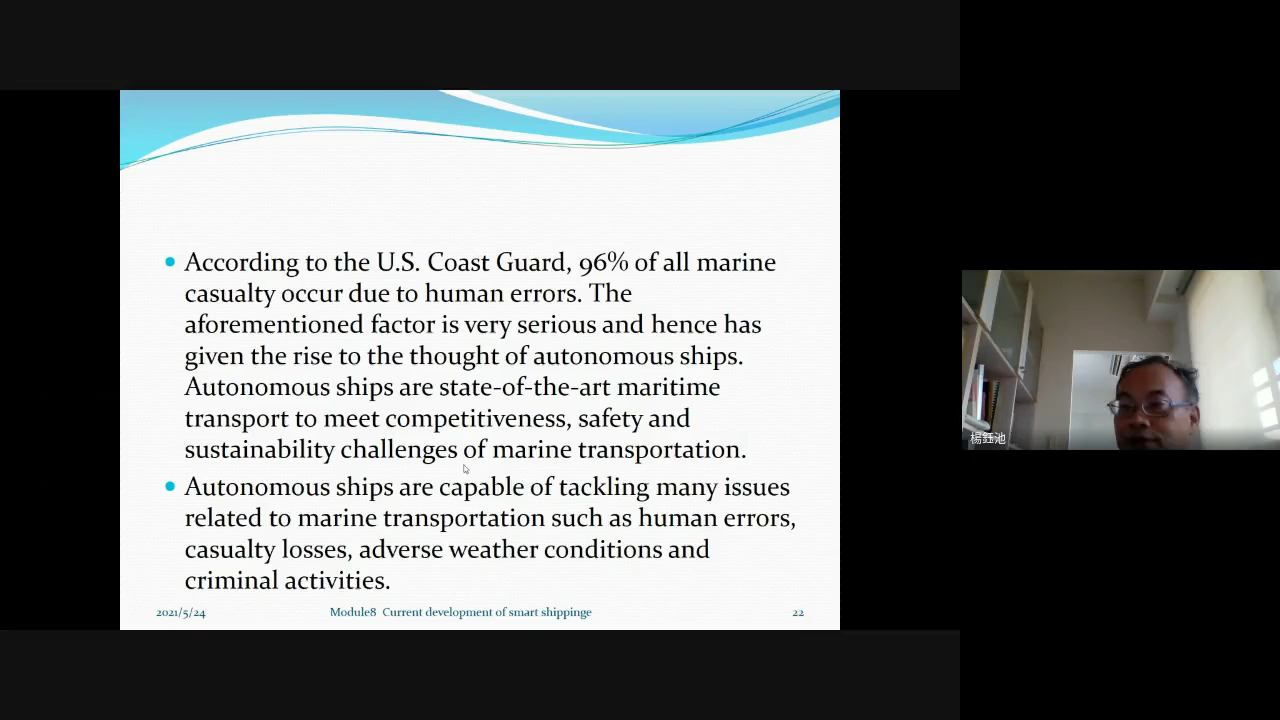 According to the U.S. Coast Guard, 96% of all marine
casualty occur due to human errors. The
aforementioned factor is very serious and hence has
given the rise to the thought of autonomous ships.
Autonomous ships are state-of-the-art maritime
transport to meet competitiveness, safety and
sustainability challenges of marine transportation.
Autonomous ships are capable of tackling many issues
related to marine transportation such as human errors,
casualty losses, adverse weather conditions and
criminal activities.
2021/5/24
Module8 Current development of smart shippinge
22
楊鈺池